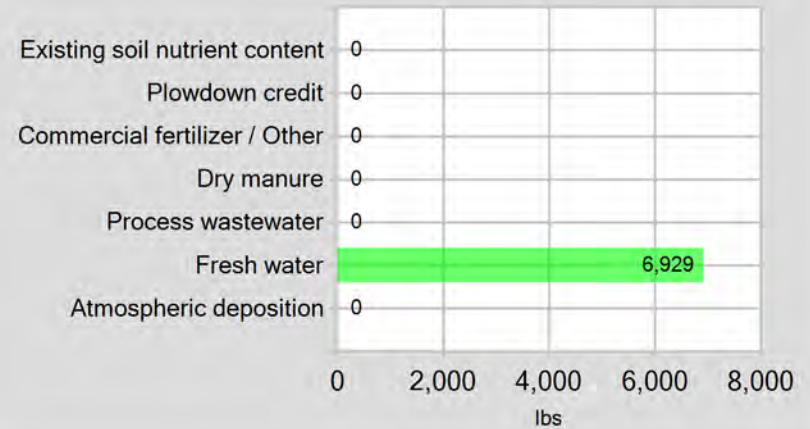 Existing soil nutrient content 0
Plowdown credit 0
Commercial fertilizer / Other 0
Dry manure 0
Process wastewater 0
Fresh water 6,929
Atmospheric deposition 0
0 2,000 4,000 6,000 8,000
lbs